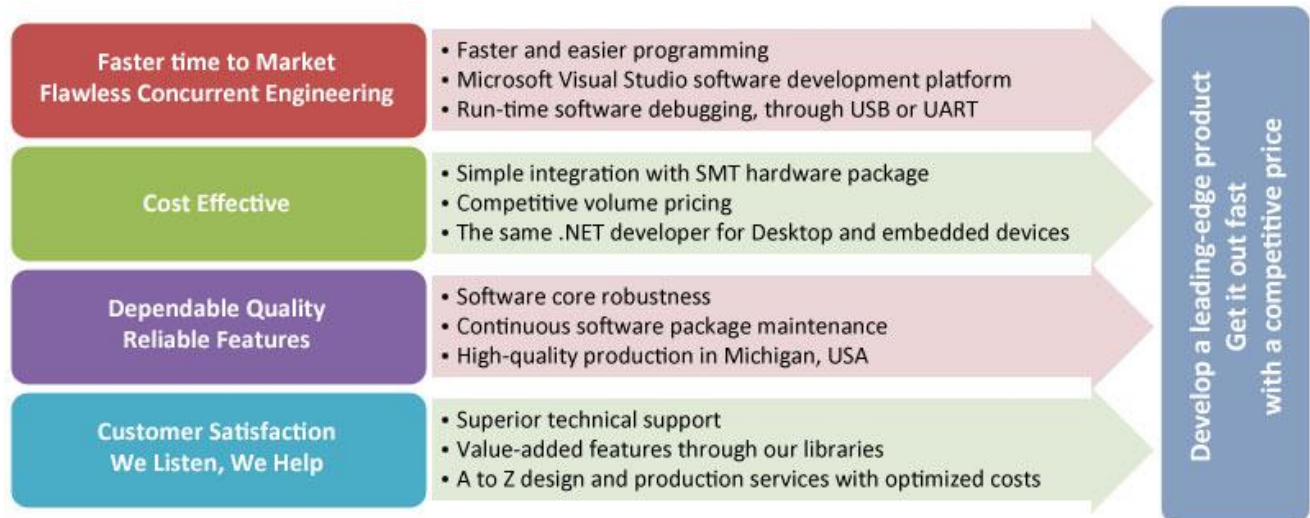 Faster time to Market
Flawless Concurrent Engineering
• Faster and easier programming
• Microsoft Visual Studio software development platform
• Run-time software debugging, through USB or UART
Cost Effective
• Simple integration with SMT hardware package
• Competitive volume pricing
• The same .NET developer for Desktop and embedded devices
Dependable Quality
Reliable Features
• Software core robustness
• Continuous software package maintenance
• High-quality production in Michigan, USA
Customer Satisfaction
We Listen, We Help
• Superior technical support
• Value-added features through our libraries
• A to Z design and production services with optimized costs
Develop a leading-edge product
Get it out fast
with a competitive price